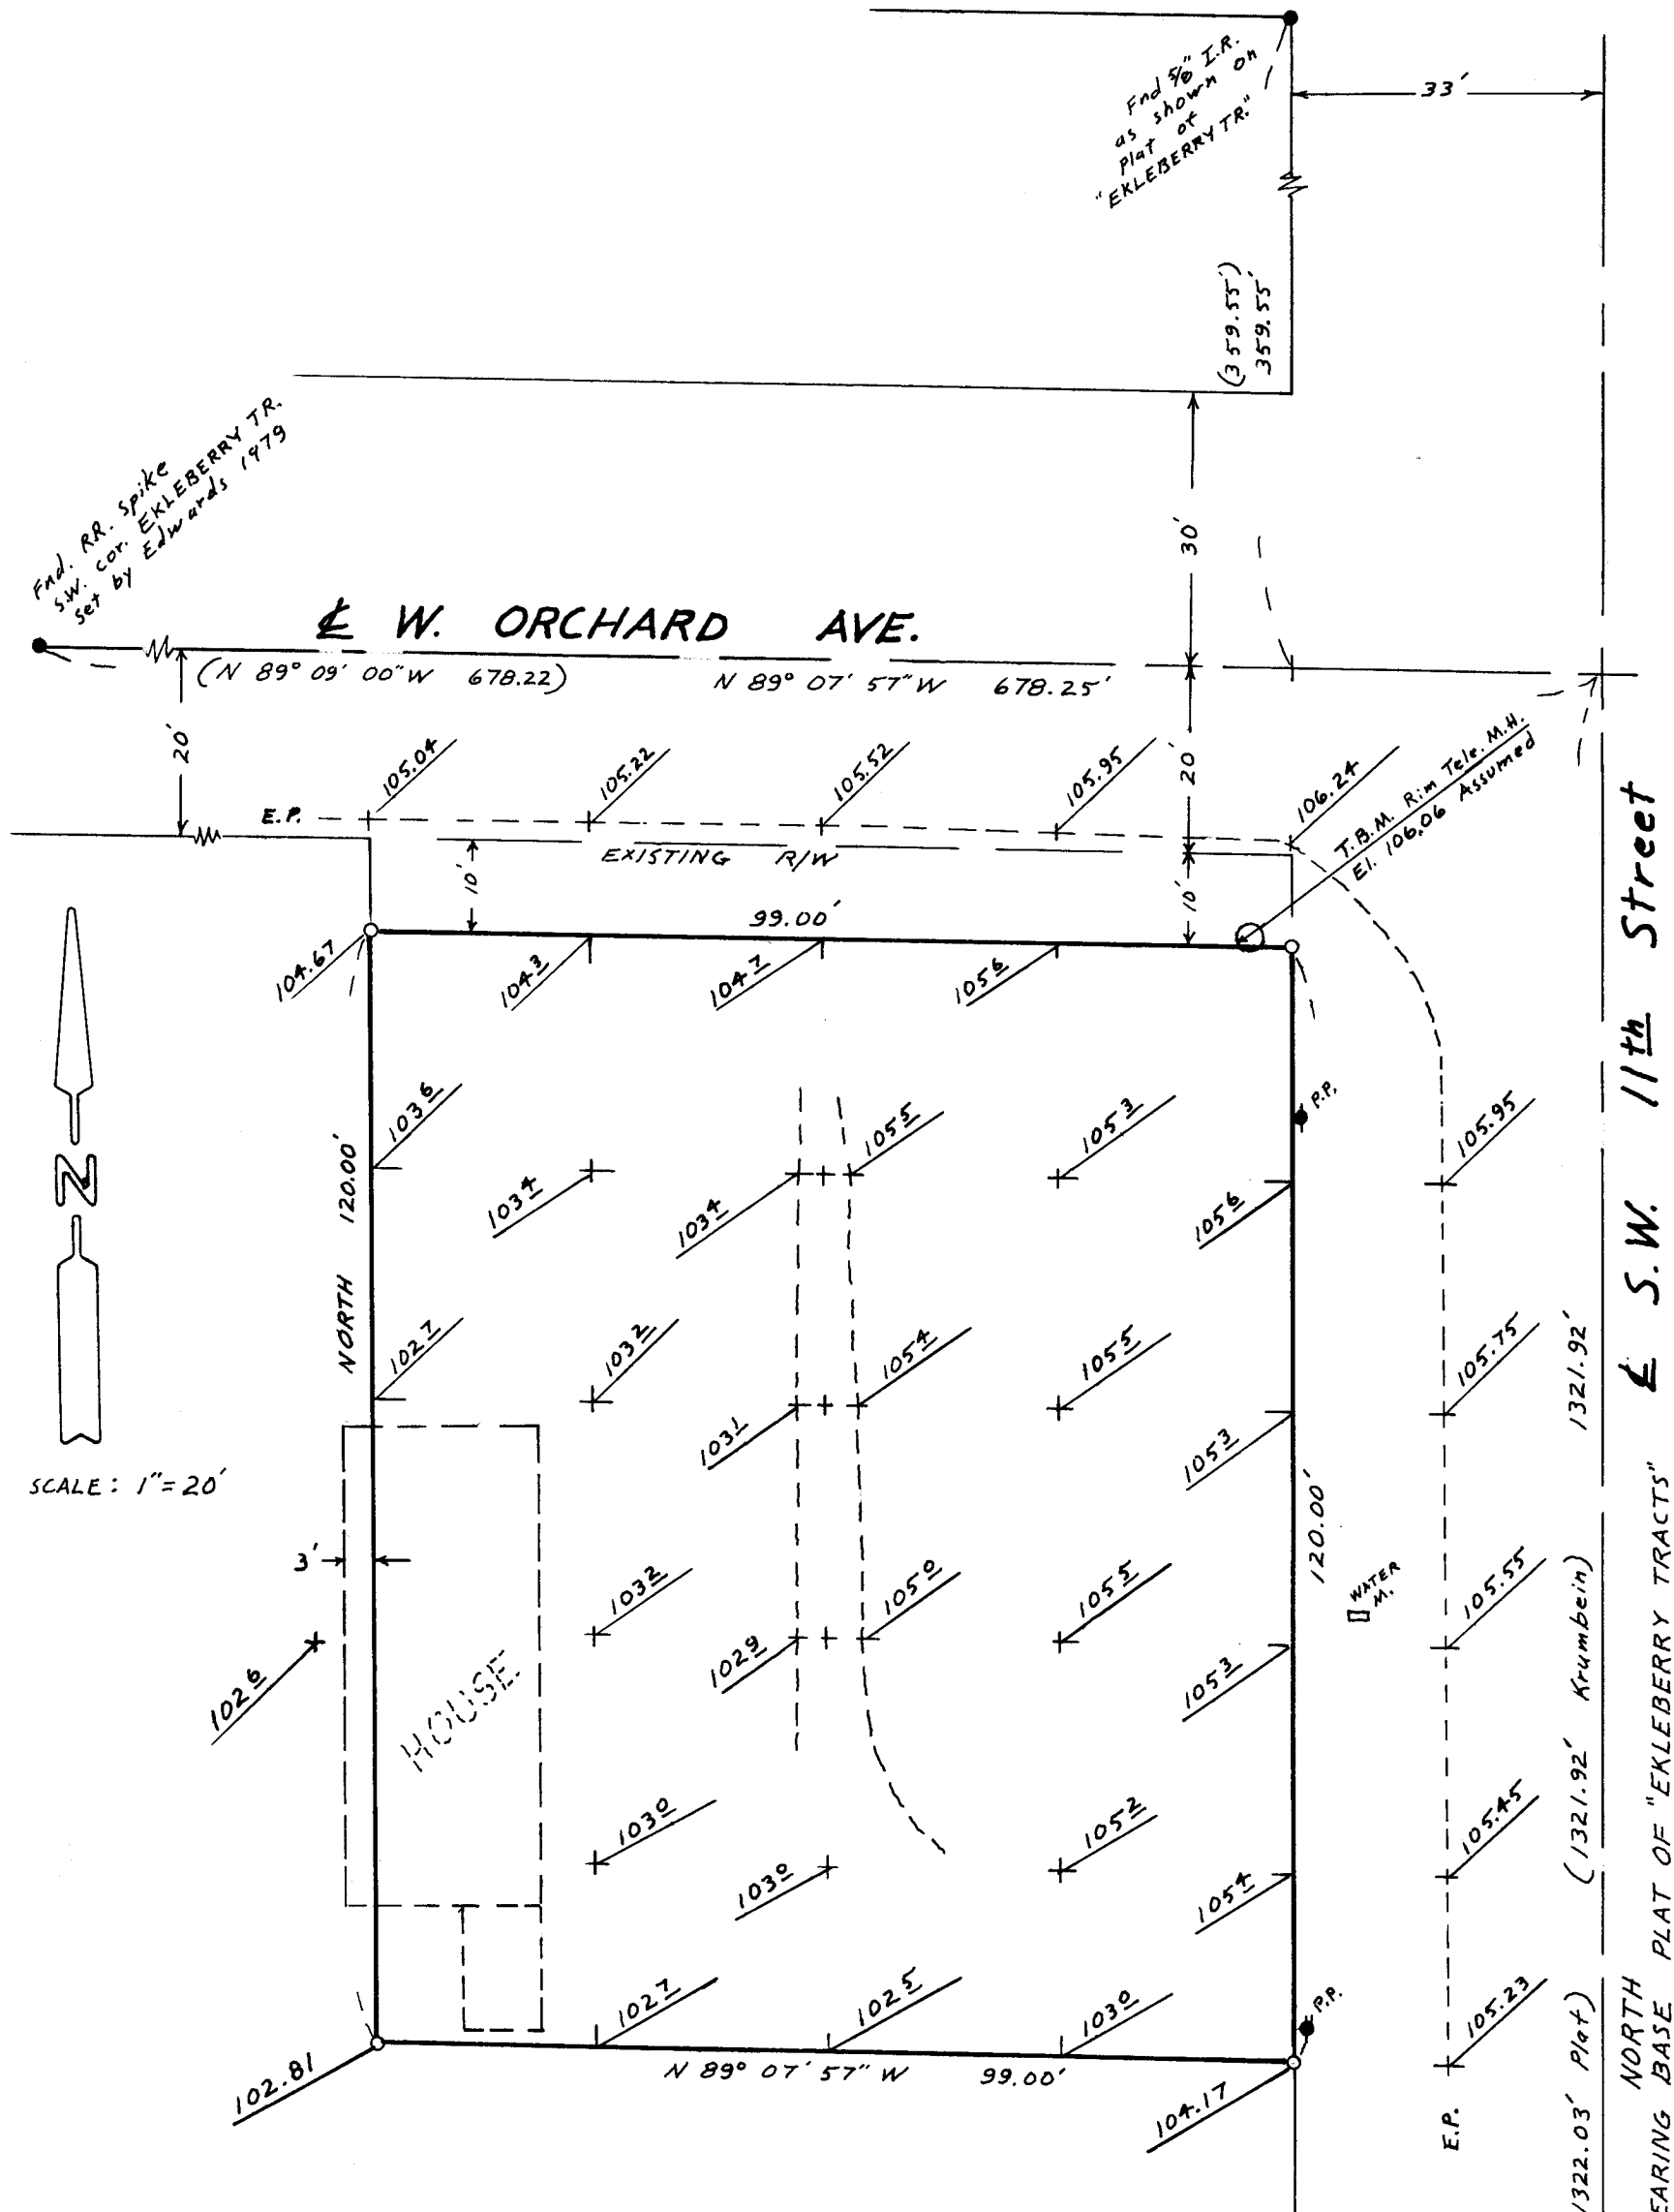 Fnd 5/8" I.R.
as shown on
plat of
"EKLEBERRY TR."
33'
(359.55')
359.55'
Fnd. RR. Spike
S.W. cor. EKLEBERRY TR.
Set by Edwards 1979
30'
℄ W. ORCHARD AVE.
(N 89° 09' 00" W 678.22)
N 89° 07' 57" W 678.25'
20'
20'
105.04
105.22
105.52
105.95
106.24
T.B.M. Rim Tele. M.H.
El. 106.06 Assumed
E.P.
EXISTING R/W
10'
10'
99.00'
104.67
104 3
104 7
105 6
N
SCALE: 1"=20'
NORTH 120.00'
103 6
103 4
103 4
105 5
105 3
105 6
P.P.
105.95
102 7
103 2
103 1
105 4
105 5
105 3
105.75
3'
102 6
HOUSE
103 2
102 9
105 0
105 5
105 3
120.00'
WATER
M.
105.55
103 0
103 0
105 2
105 4
105.45
102 7
102 5
103 0
P.P.
105.23
102.81
N 89° 07' 57" W 99.00'
104.17
E.P.
1322.03' Plat) (1321.92' Krumbein) 1321.92'
℄ S.W. 11th Street
NORTH
EARING BASE PLAT OF "EKLEBERRY TRACTS"